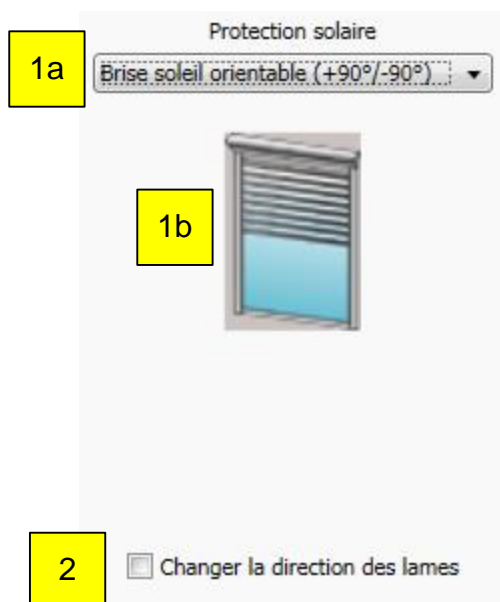 Protection solaire
1a
Brise soleil orientable (+90°/-90°)
1b
2
Changer la direction des lames